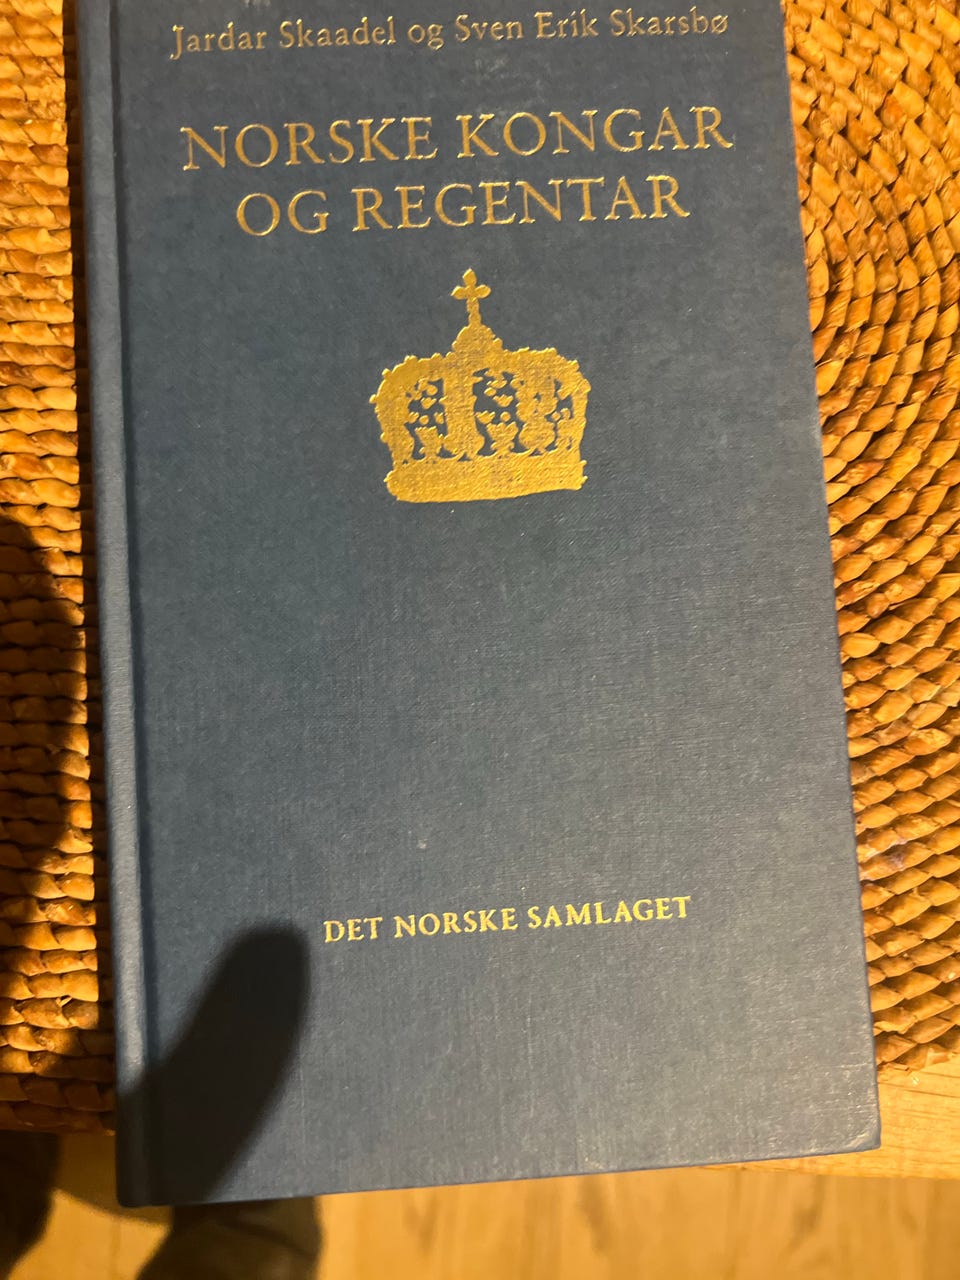 Jardar Skaadel og Sven Erik Skarsbø
NORSKE KONGAR
OG REGENTAR
DET NORSKE SAMLAGET